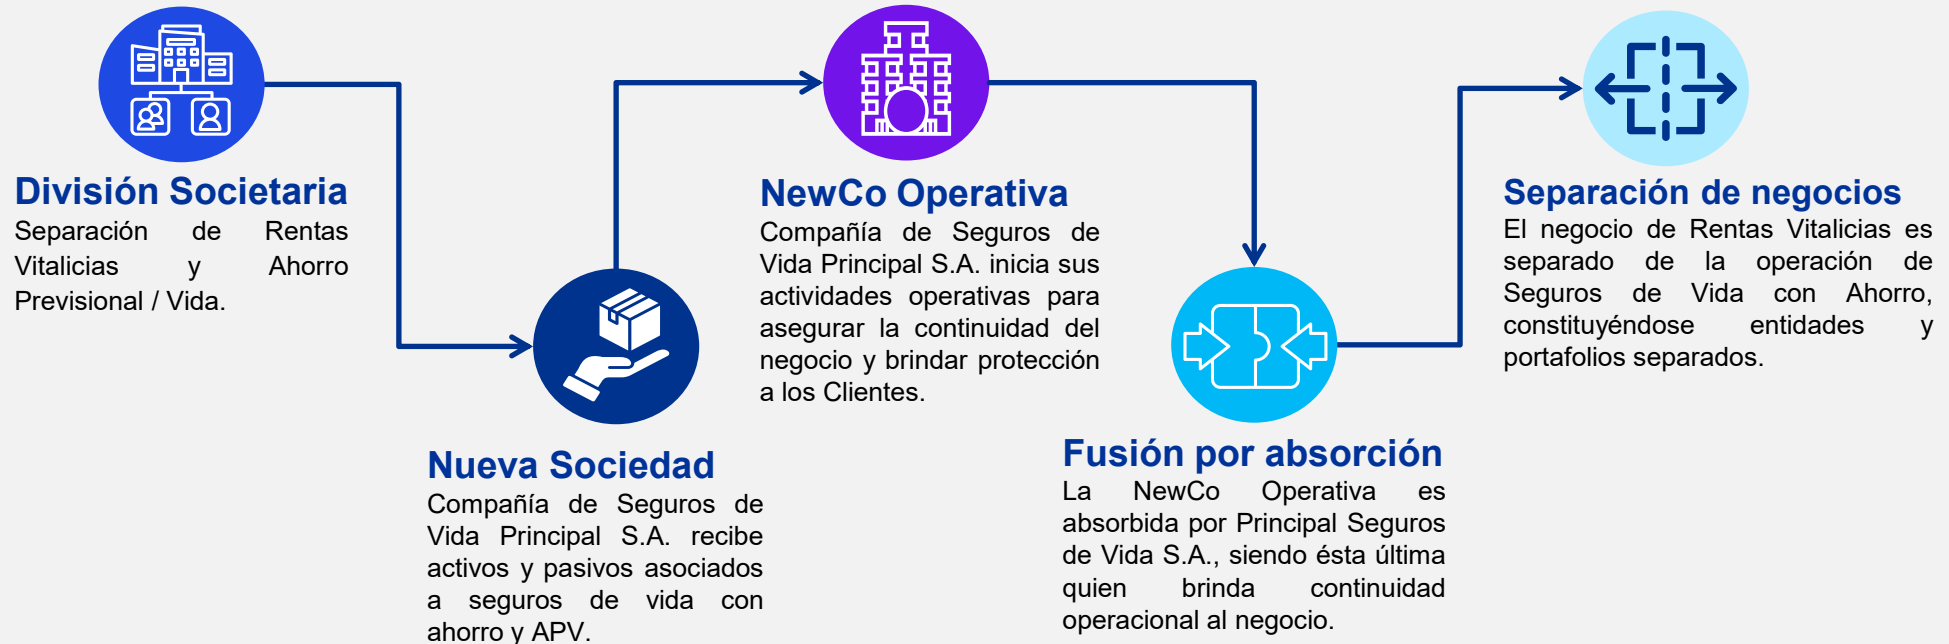 División Societaria
Separación de Rentas
Vitalicias y Ahorro
Previsional / Vida.
Nueva Sociedad
Compañía de Seguros de
Vida Principal S.A. recibe
activos y pasivos asociados
a seguros de vida con
ahorro y APV.
NewCo Operativa
Compañía de Seguros de
Vida Principal S.A. inicia sus
actividades operativas para
asegurar la continuidad del
negocio y brindar protección
a los Clientes.
Fusión por absorción
La NewCo Operativa es
absorbida por Principal Seguros
de Vida S.A., siendo ésta última
quien brinda continuidad
operacional al negocio.
Separación de negocios
El negocio de Rentas Vitalicias es
separado de la operación de
Seguros de Vida con Ahorro,
constituyéndose entidades y
portafolios separados.